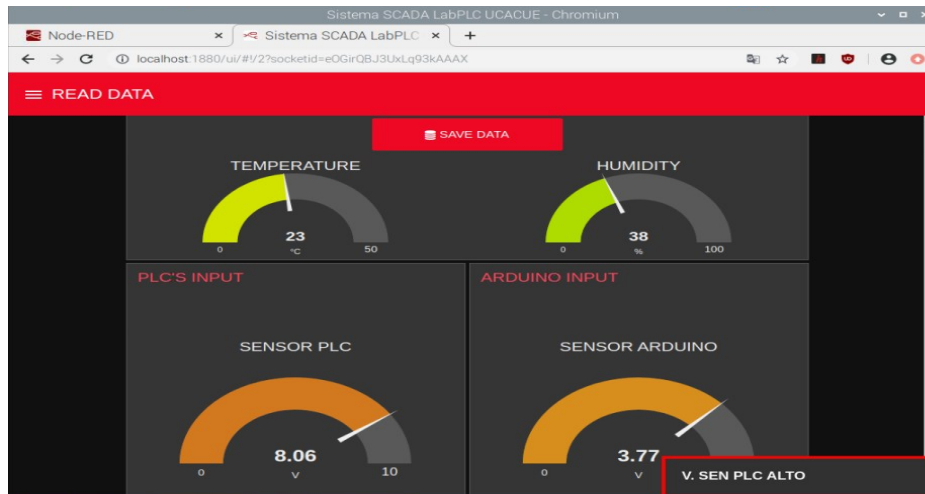 Sistema SCADA LabPLC UCACUE - Chromium
Node-RED
Sistema SCADA LabPLC
localhost:1880/ui/#!/2?socketid=eOGirQBJ3UxLq93kAAAX
READ DATA
SAVE DATA
TEMPERATURE
HUMIDITY
23
38
0
°C
50
0
%
100
PLC'S INPUT
ARDUINO INPUT
SENSOR PLC
SENSOR ARDUINO
8.06
3.77
0
V
10
0
V
V. SEN PLC ALTO